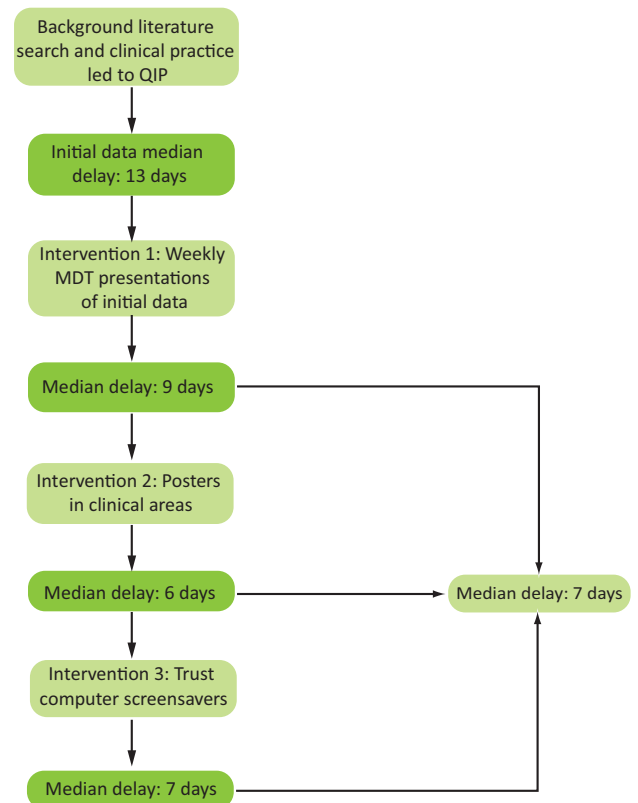 Background literature
search and clinical practice
led to QIP
Initial data median
delay: 13 days
Intervention 1: Weekly
MDT presentations
of initial data
Median delay: 9 days
Intervention 2: Posters
in clinical areas
Median delay: 6 days
Median delay: 7 days
Intervention 3: Trust
computer screensavers
Median delay: 7 days